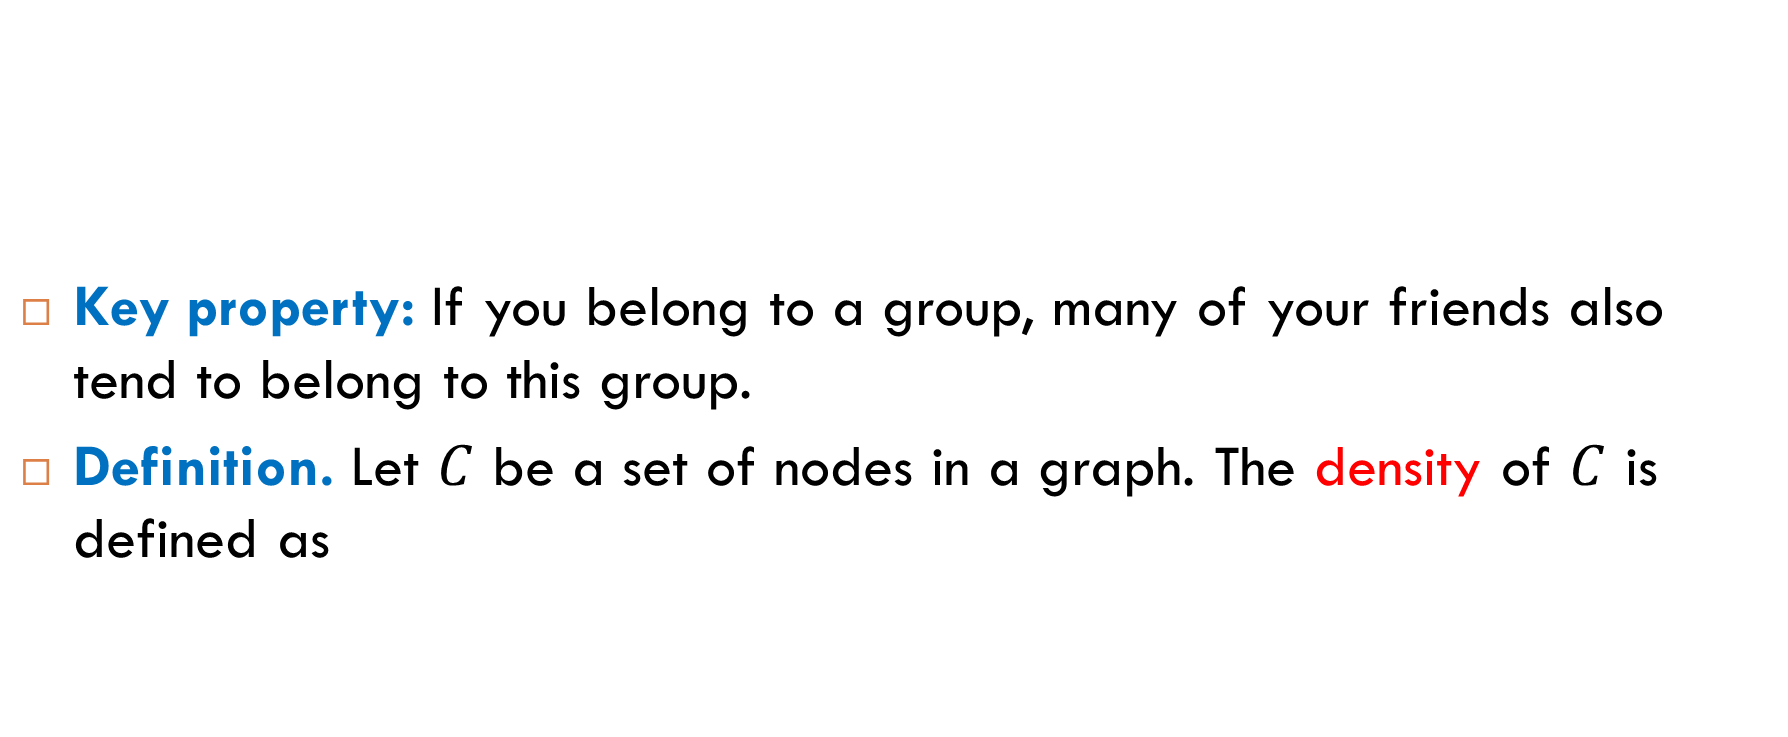 Key property: If you belong to a group, many of your friends also
tend to belong to this group.
Definition. Let C be a set of nodes in a graph. The density of C is
defined as